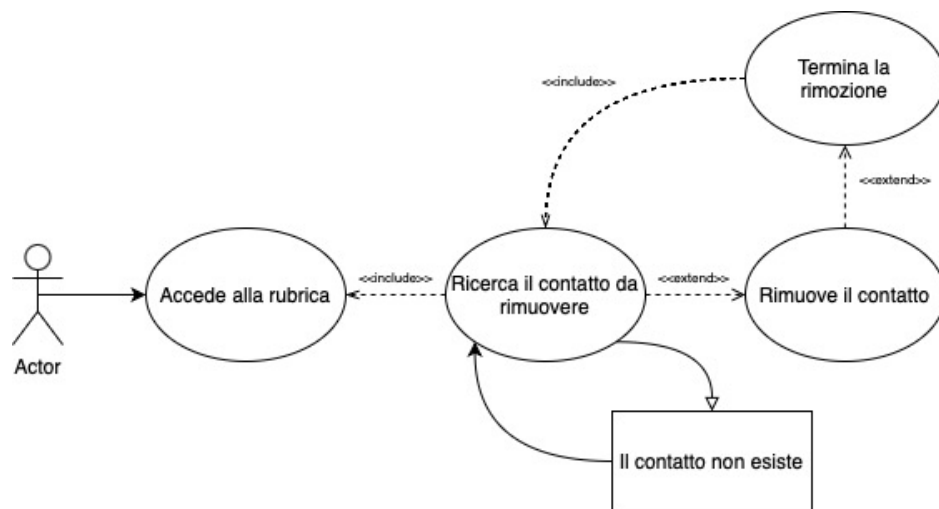 Termina la
rimozione
<<include>>
<<extend>>
Accede alla rubrica
<<include>>
Ricerca il contatto da
rimuovere
<<extend>>
Rimuove il contatto
Actor
Il contatto non esiste